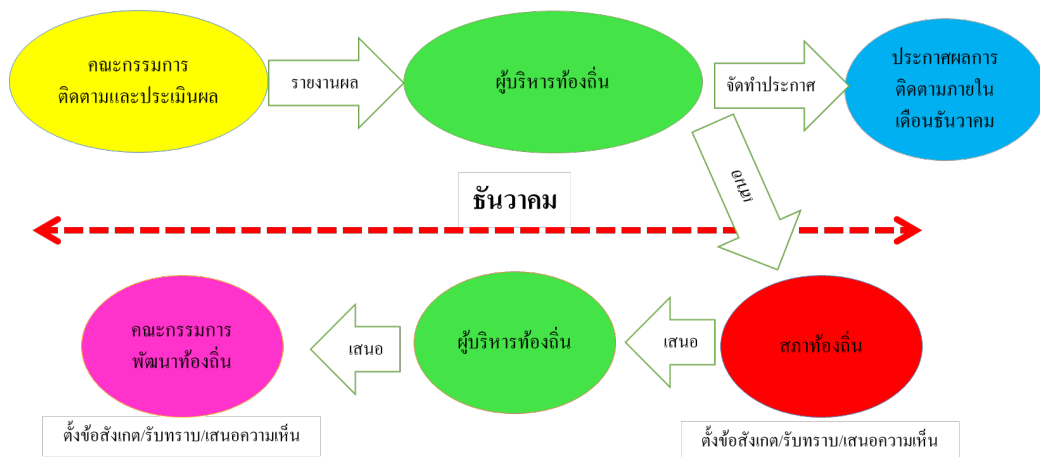 คณะกรรมการ
ติดตามและประเมินผล
รายงานผล
ผู้บริหารท้องถิ่น
จัดทำประกาศ
ประกาศผลการ
ติดตามภายใน
เดือนธันวาคม
เสนอ
ธันวาคม
คณะกรรมการ
พัฒนาท้องถิ่น
เสนอ
ผู้บริหารท้องถิ่น
เสนอ
สภาท้องถิ่น
ตั้งข้อสังเกต/รับทราบ/เสนอความเห็น
ตั้งข้อสังเกต/รับทราบ/เสนอความเห็น